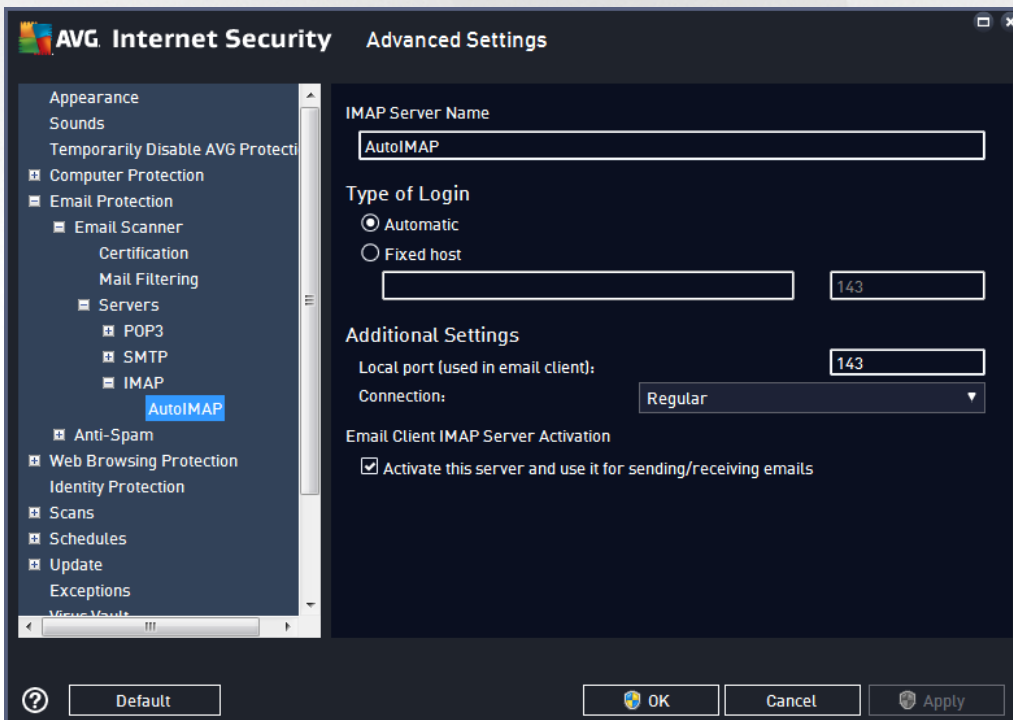 AVG. Internet Security Advanced Settings
Appearance
Sounds
Temporarily Disable AVG Protecti
Computer Protection
Email Protection
Email Scanner
Certification
Mail Filtering
Servers
POP3
SMTP
IMAP
AutoIMAP
Anti-Spam
Web Browsing Protection
Identity Protection
Scans
Schedules
Update
Exceptions
Virus Vault
IMAP Server Name
AutoIMAP
Type of Login
Automatic
Fixed host
143
Additional Settings
Local port (used in email client): 143
Connection: Regular
Email Client IMAP Server Activation
Activate this server and use it for sending/receiving emails
? Default OK Cancel Apply